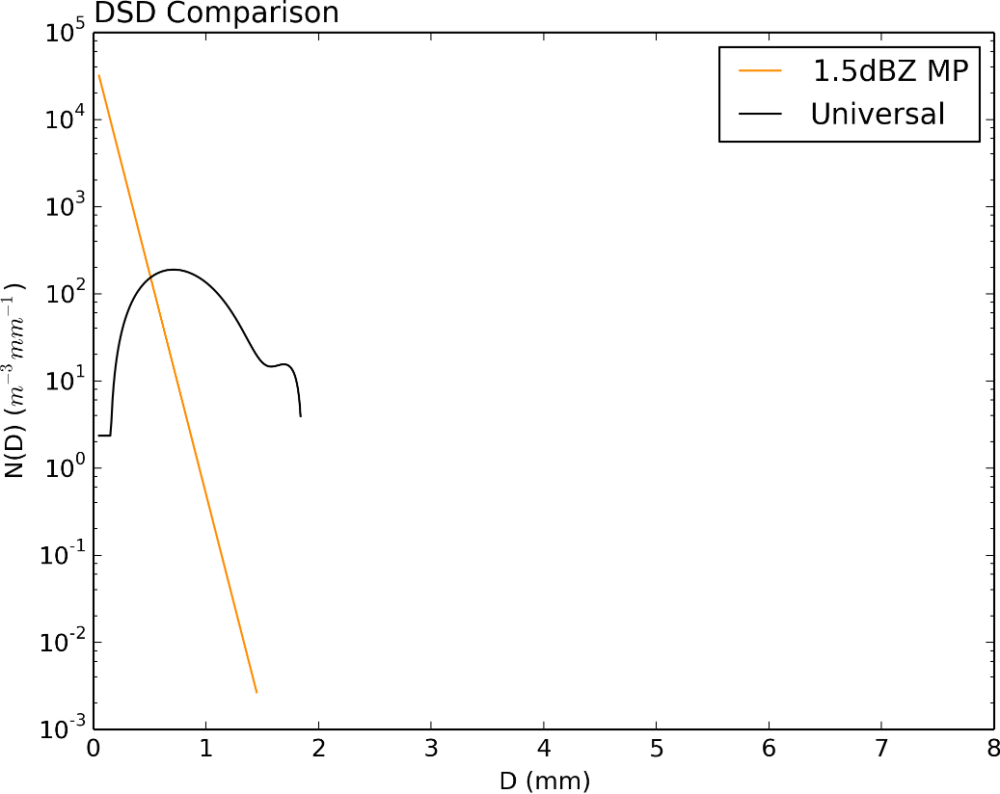 DSD Comparison
10^5
10^4
10^3
10^2
10^1
10^0
10^-1
10^-2
10^-3
N(D) (m^−3 mm^−1)
1.5dBZ MP
Universal
0 1 2 3 4 5 6 7 8
D (mm)